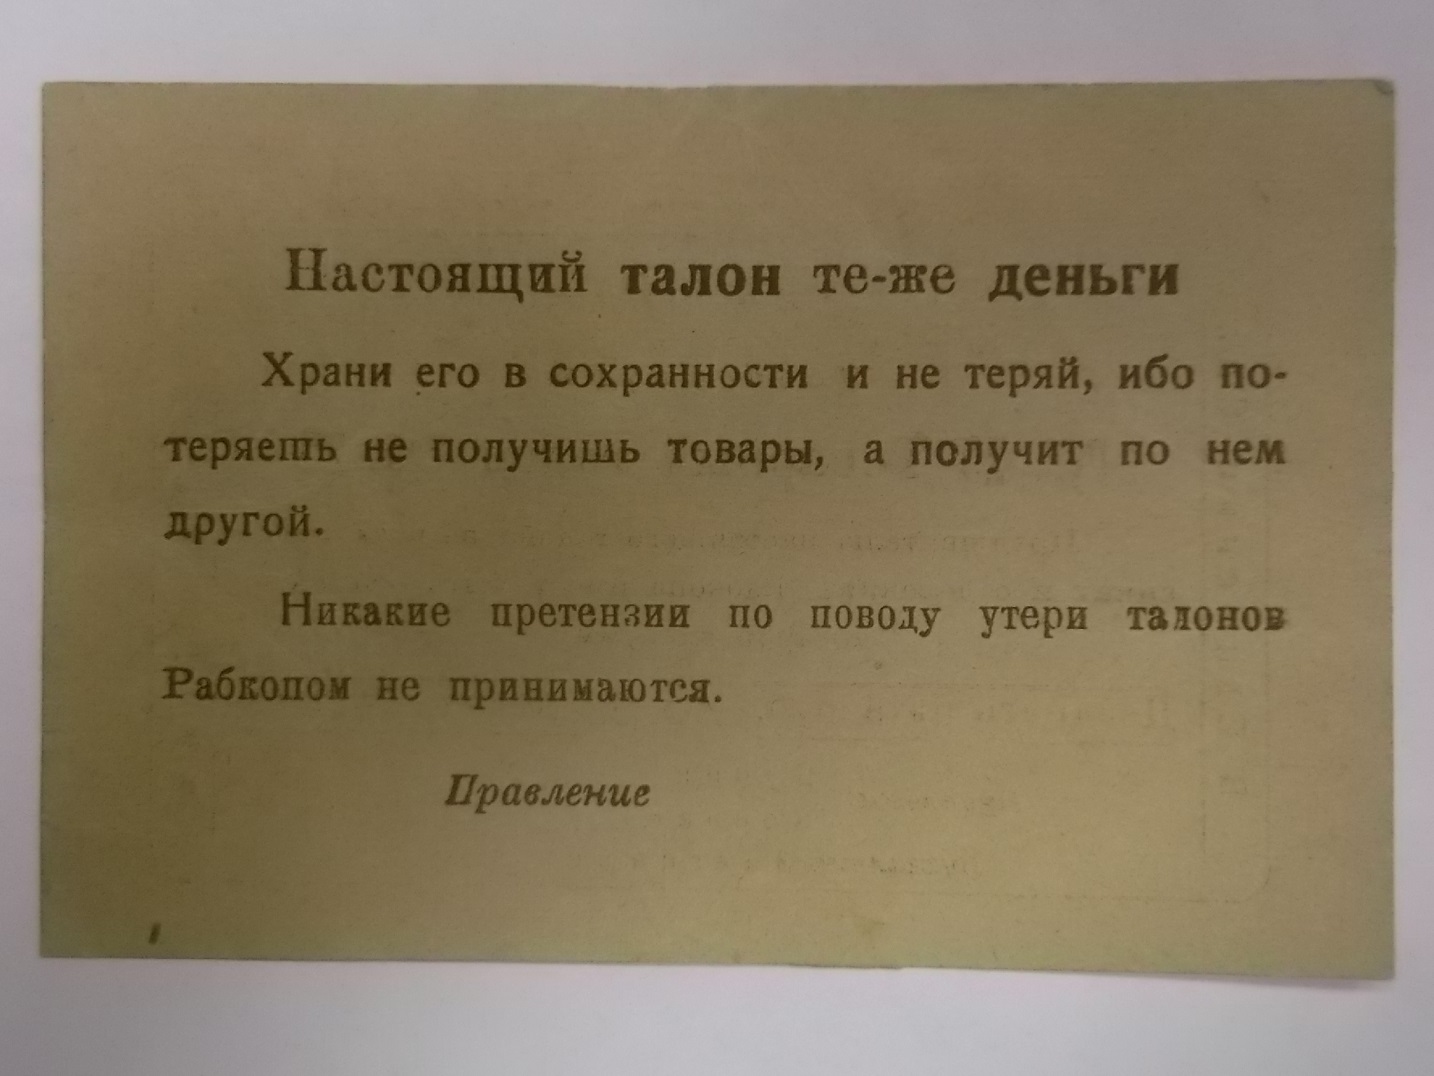 Настоящий талон те-же деньги
Храни его в сохранности и не теряй, ибо по-
теряешь не получишь товары, а получит по нем
другой.
Никакие претензии по поводу утери талонов
Рабкопом не принимаются.
Правление